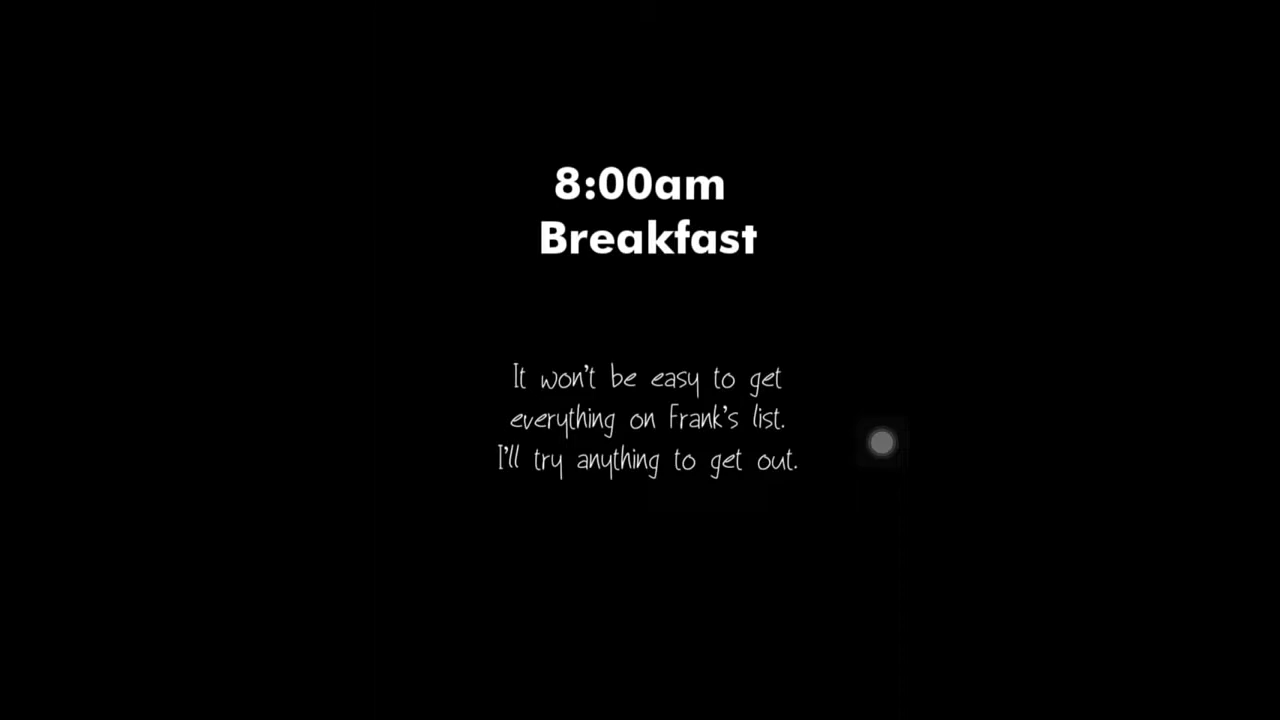 8:00am
Breakfast
It won't be easy to get
everything on Frank's list.
I'll try anything to get out.